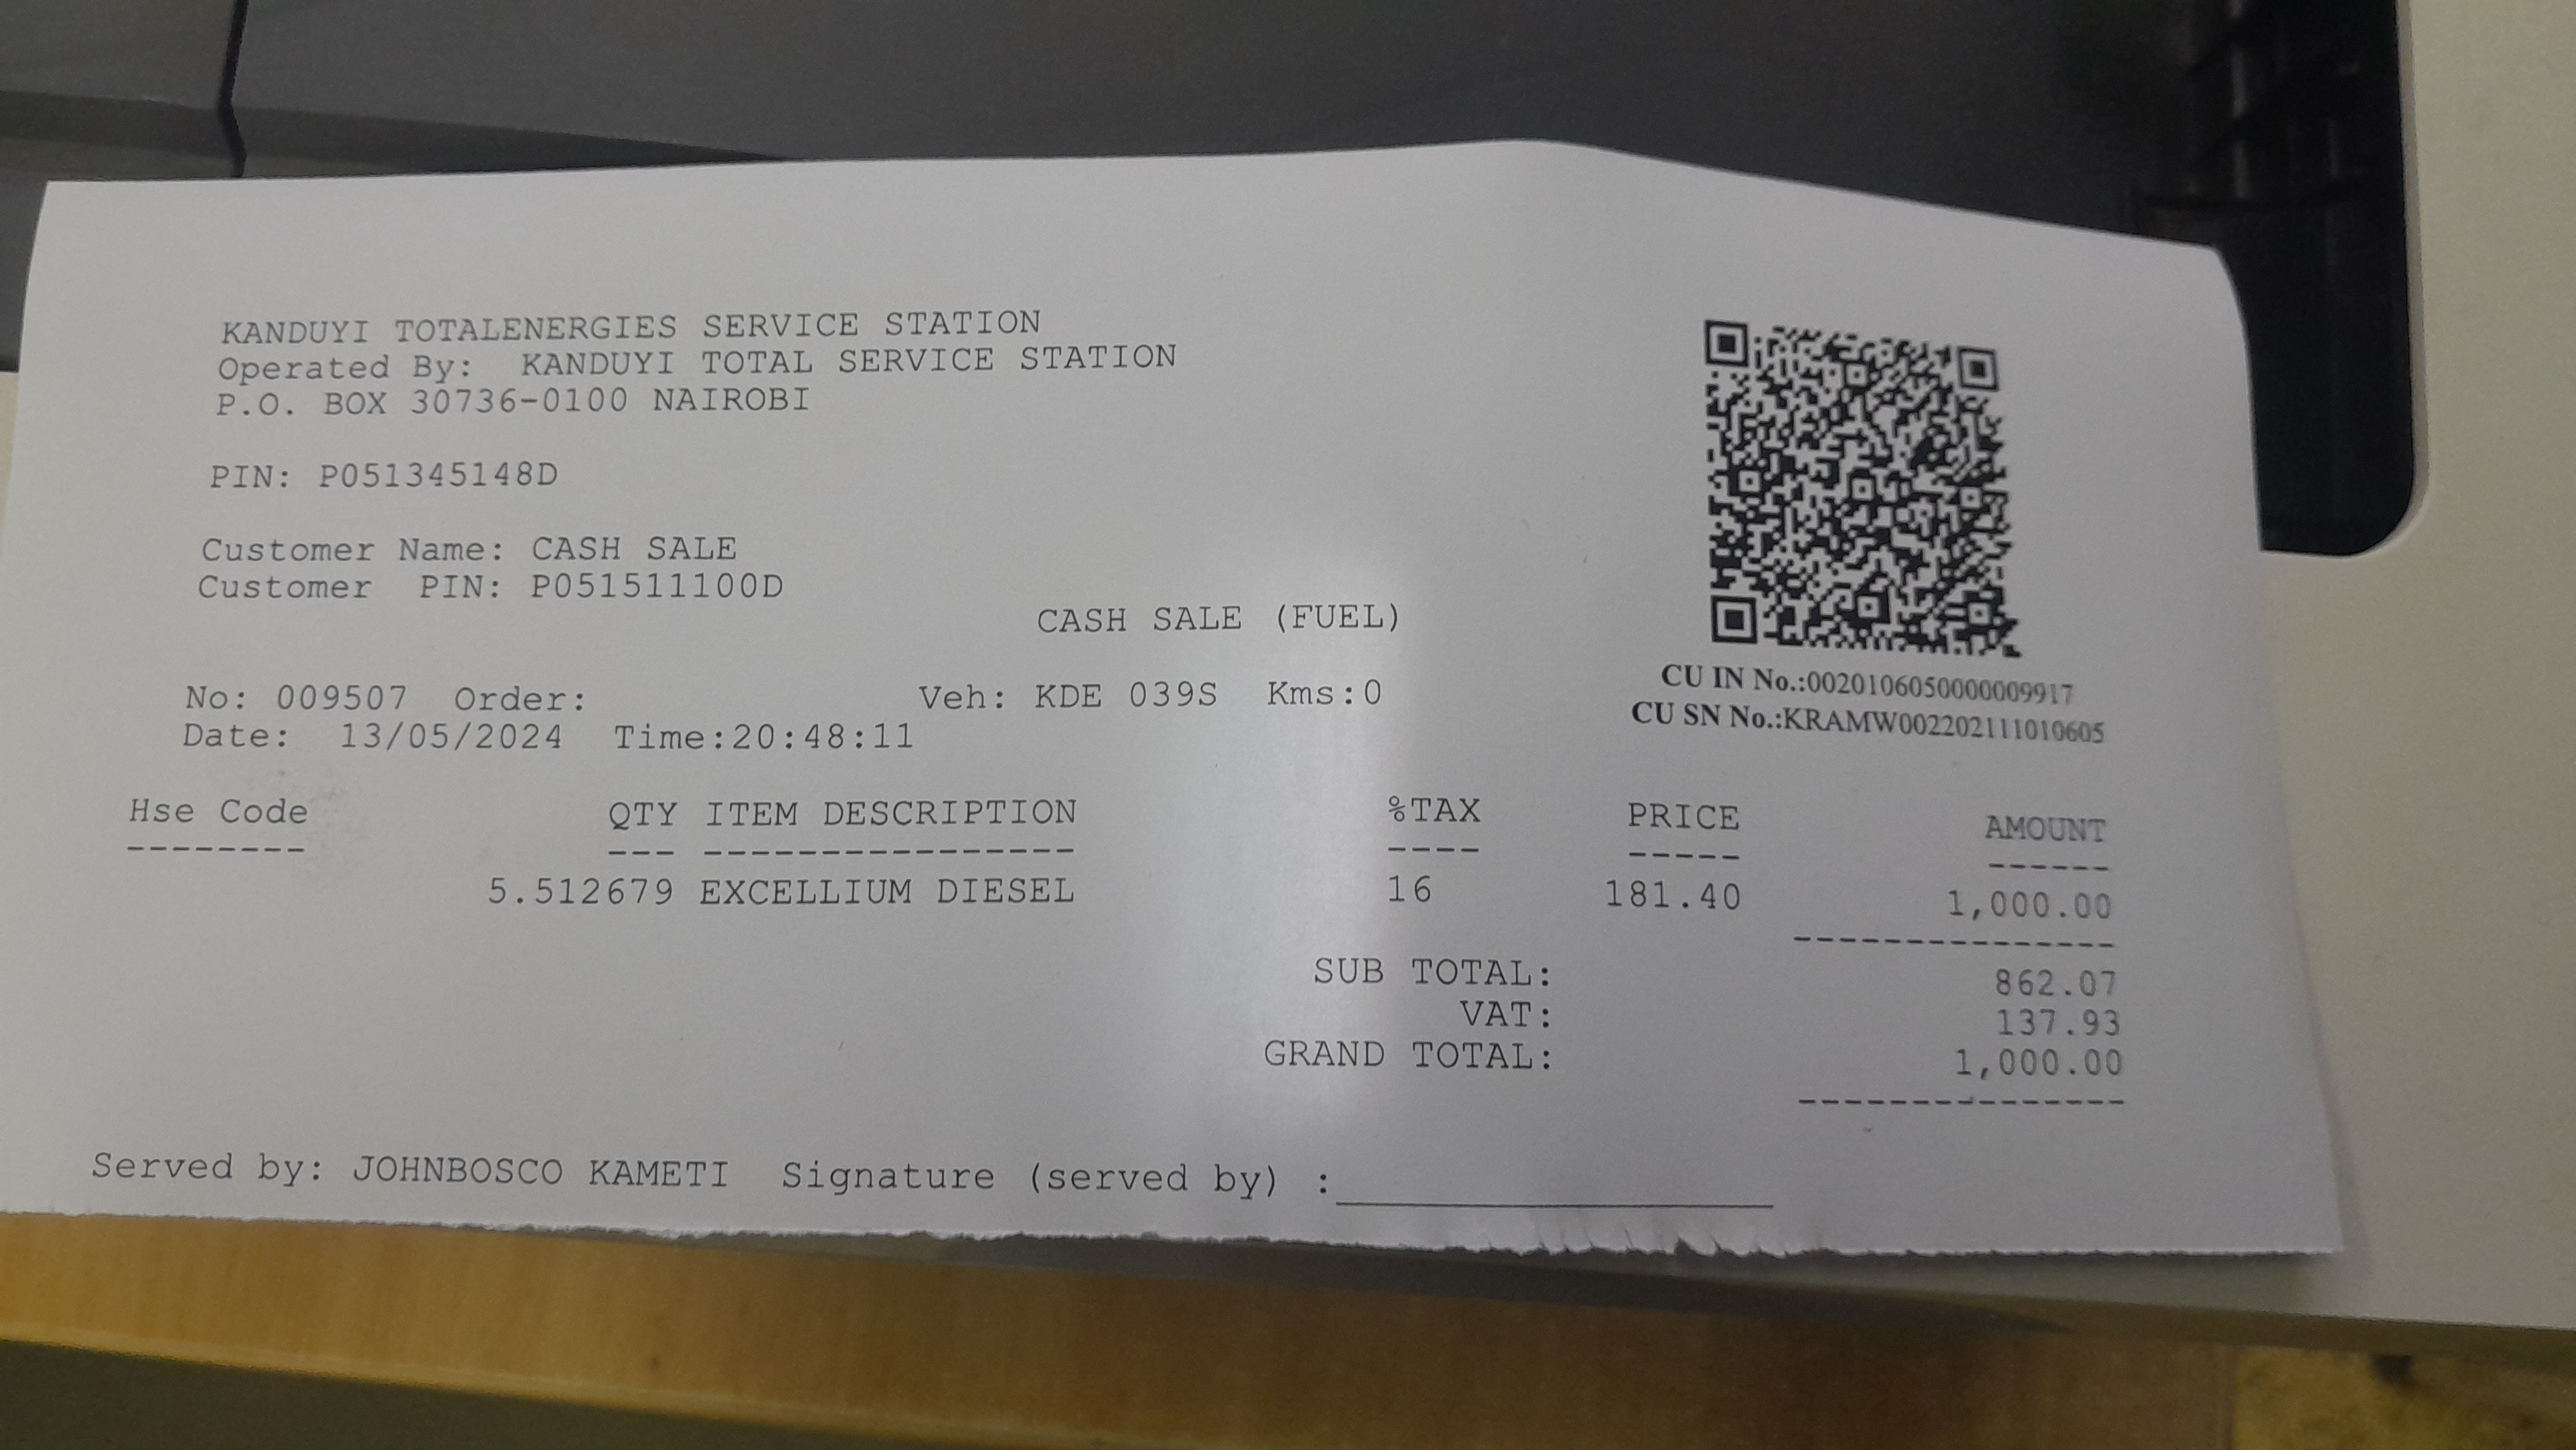 KANDUYI TOTALENERGIES SERVICE STATION
Operated By: KANDUYI TOTAL SERVICE STATION
P.O. BOX 30736-0100 NAIROBI
PIN: P051345148D
Customer Name: CASH SALE
Customer PIN: P051511100D
CASH SALE (FUEL)
CU IN No.:0020106050000009917
CU SN No.:KRAMW002202111010605
No: 009507 Order: Veh: KDE 039S Kms:0
Date: 13/05/2024 Time:20:48:11
Hse Code QTY ITEM DESCRIPTION %TAX PRICE AMOUNT
-------- --- ---------------- ---- ----- ------
5.512679 EXCELLIUM DIESEL 16 181.40 1,000.00
---------------
SUB TOTAL: 862.07
VAT: 137.93
GRAND TOTAL: 1,000.00
---------------
Served by: JOHNBOSCO KAMETI Signature (served by) :__________________